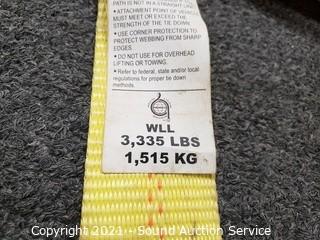 PATH IS NOT IN A STRAIGHT LINE.
• ATTACHMENT POINT OF VEHICLE
MUST MEET OR EXCEED THE
STRENGTH OF THE TIE DOWN.
• USE CORNER PROTECTION TO
PROTECT WEBBING FROM SHARP
EDGES.
• DO NOT USE FOR OVERHEAD
LIFTING OR TOWING.
• Refer to federal, state and/or local
regulations for proper tie down
methods.
WLL
3,335 LBS
1,515 KG
Copyright 2021 - Sound Auction Service